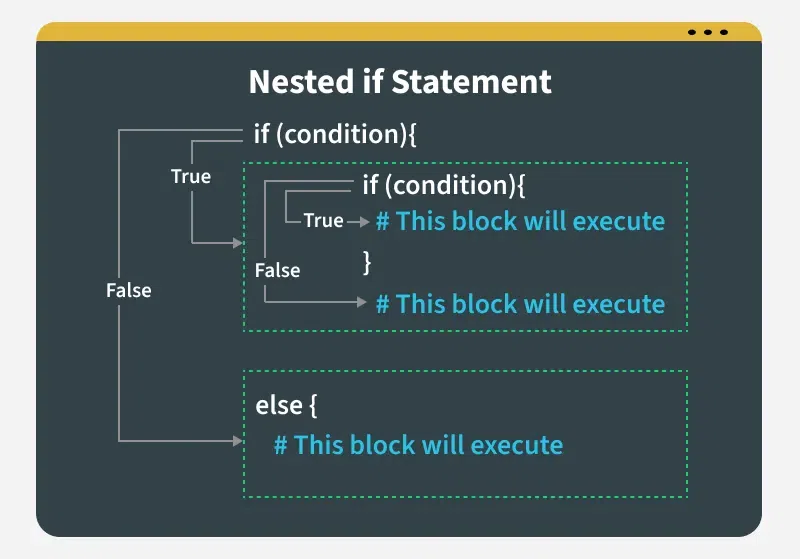 Nested if Statement
if (condition){
True
if (condition){
True
# This block will execute
}
False
# This block will execute
False
else {
# This block will execute